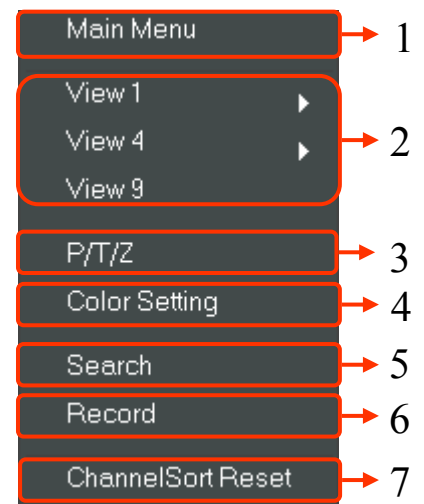 Main Menu 1
View 1
View 4 2
View 9
P/T/Z 3
Color Setting 4
Search 5
Record 6
ChannelSort Reset 7